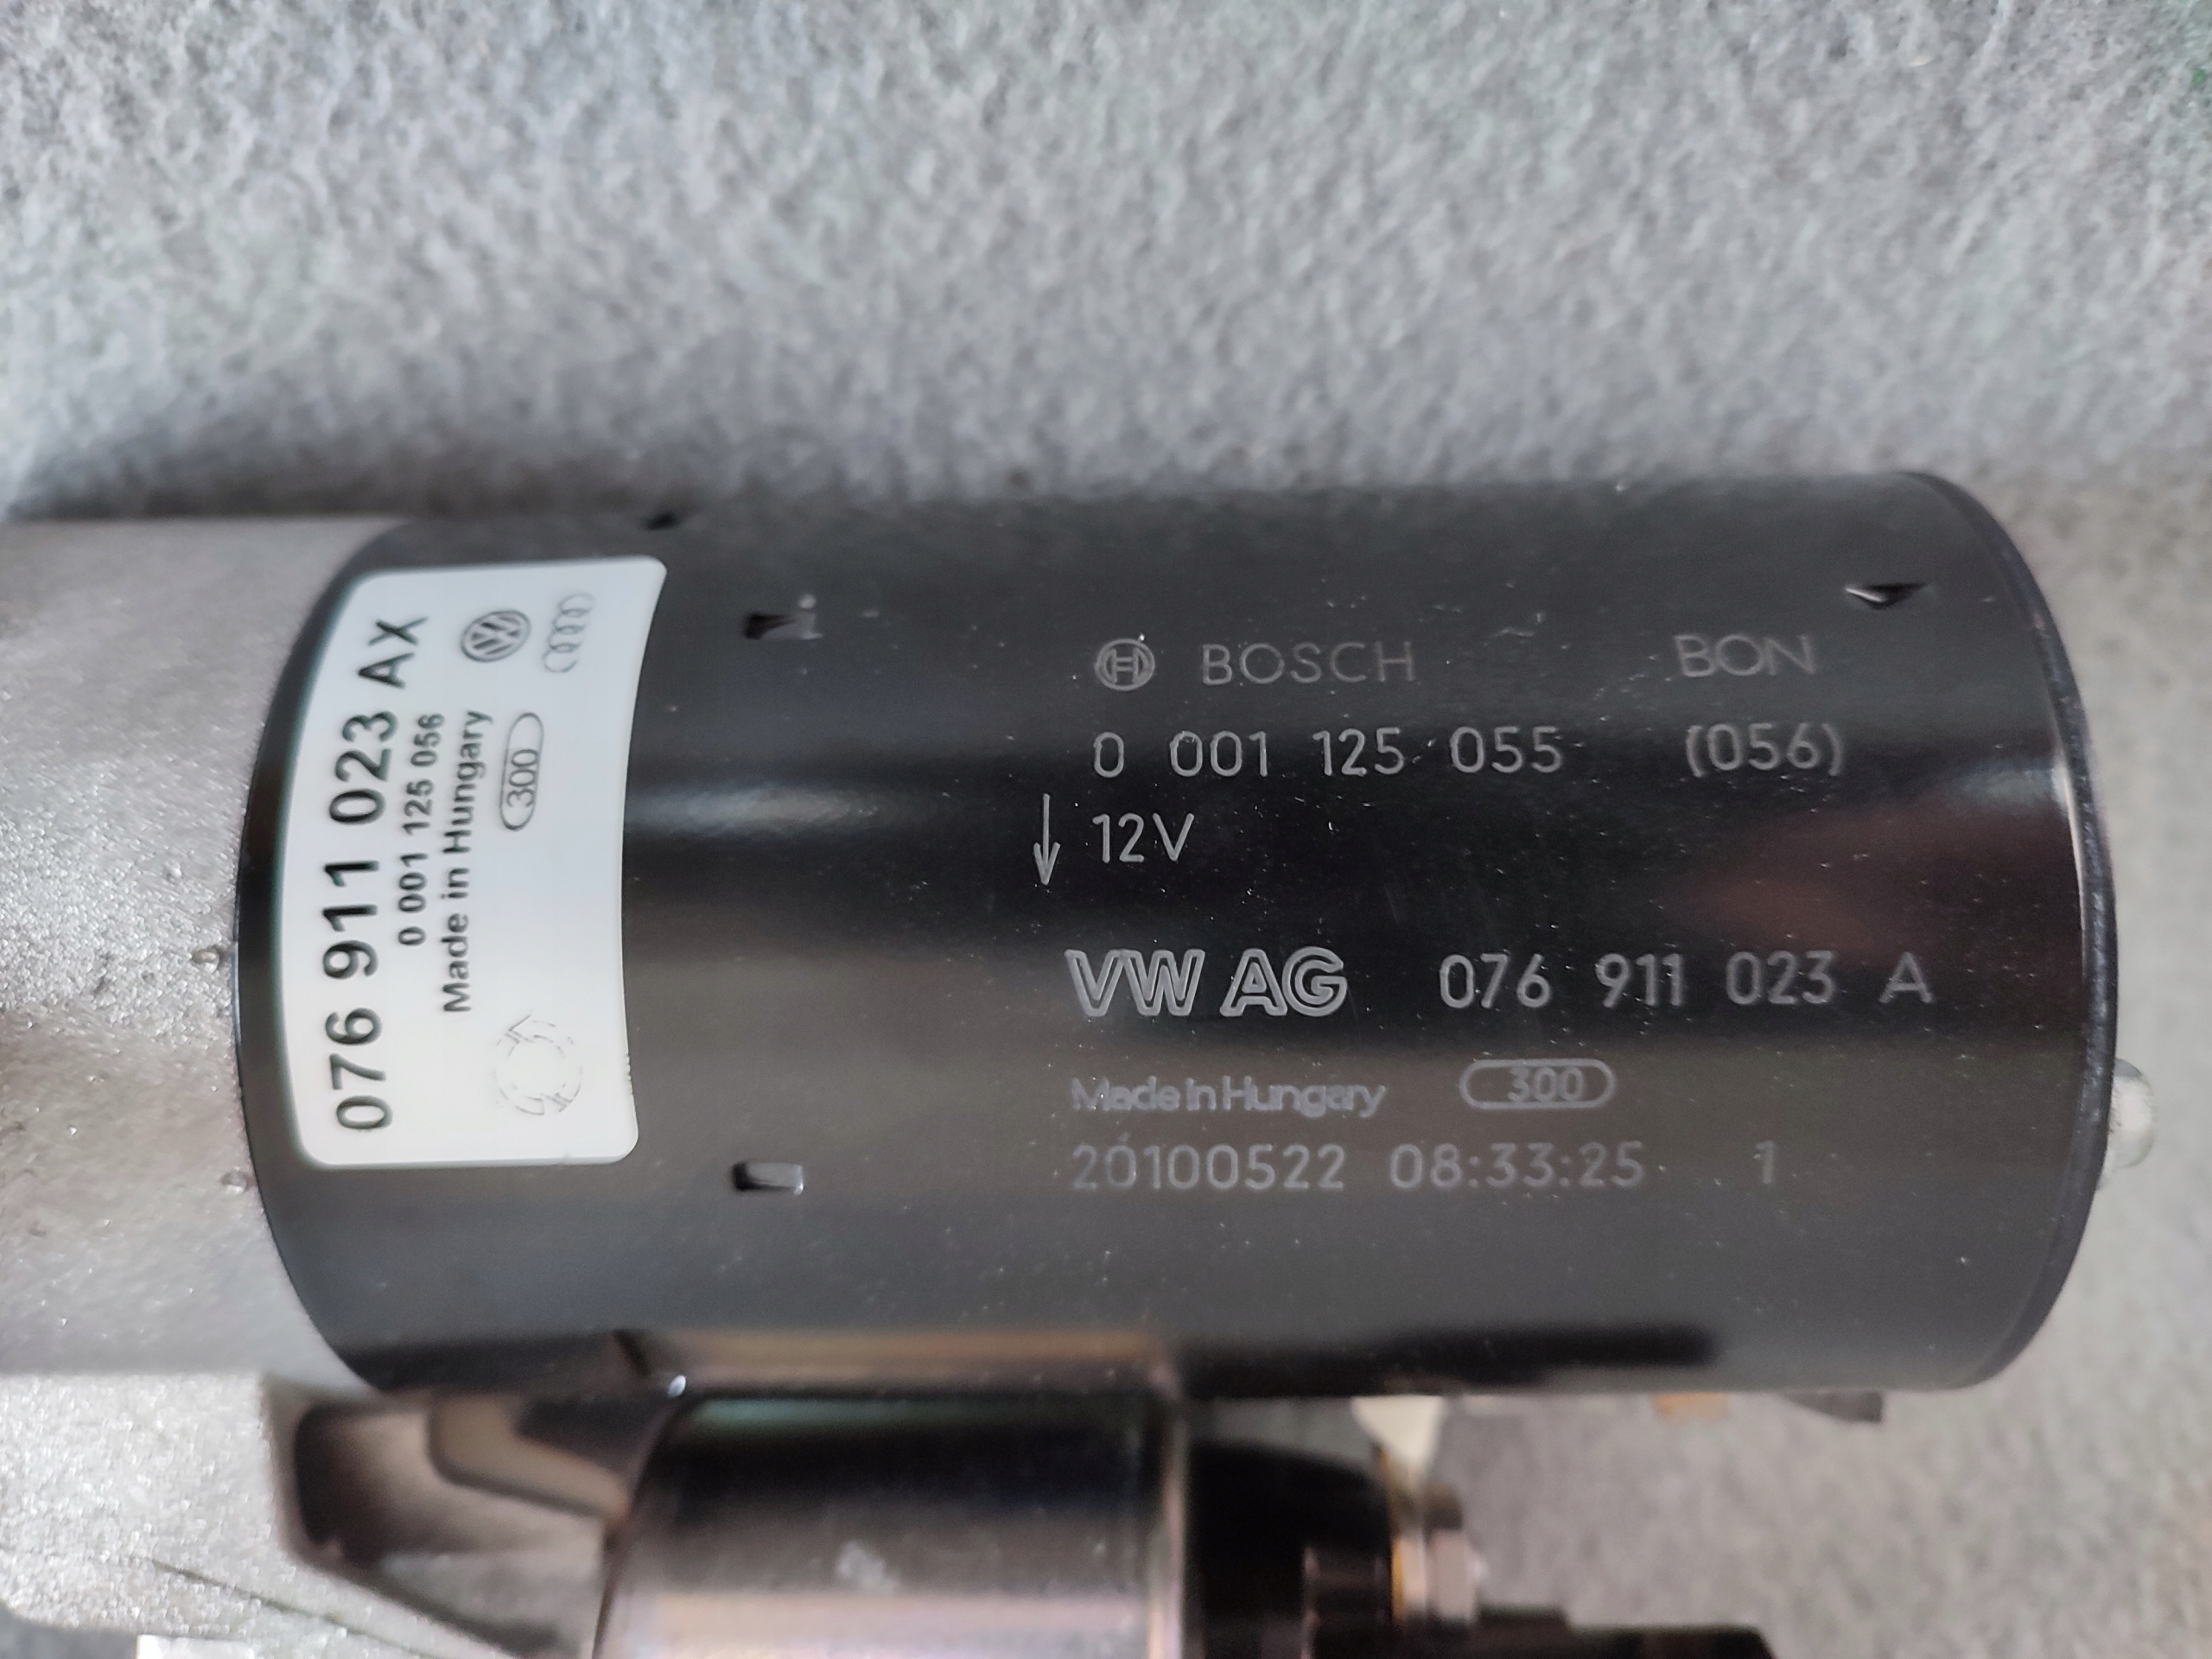 076 911 023 AX
0 001 125 056
Made in Hungary
300
BOSCH BON
0 001 125 055 (056)
12V
VW AG 076 911 023 A
Made in Hungary 300
20100522 08:33:25 1